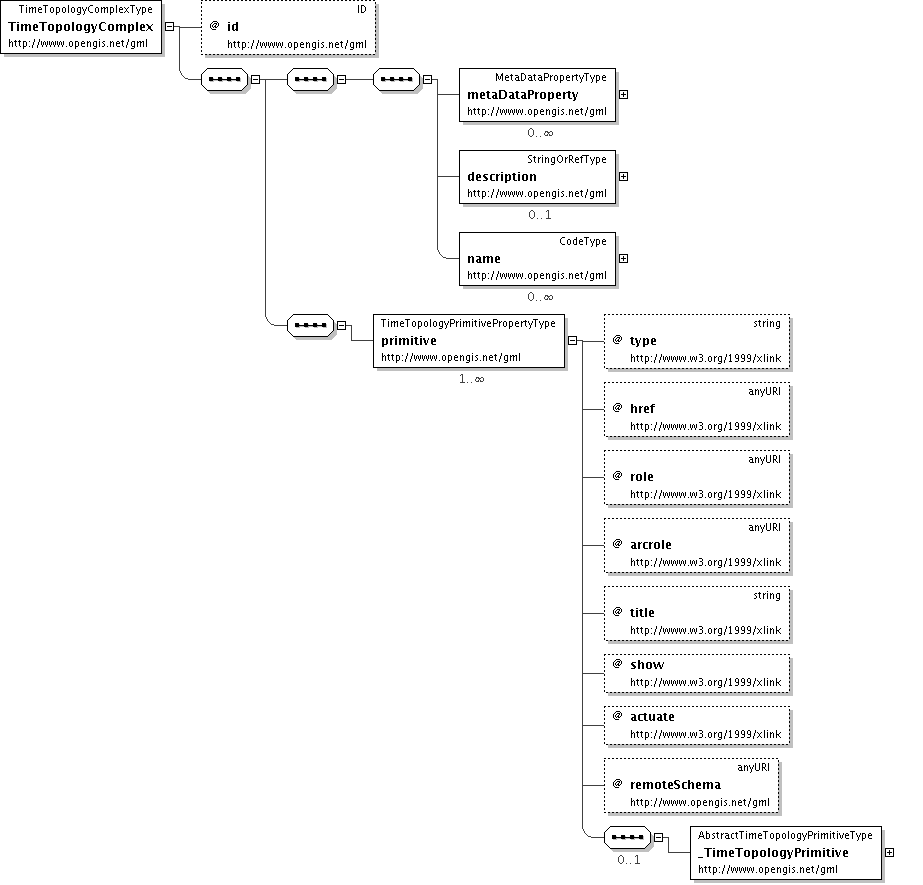 TimeTopologyComplexType
TimeTopologyComplex
http://www.opengis.net/gml
ID
@ id
http://www.opengis.net/gml
MetaDataPropertyType
metaDataProperty
http://www.opengis.net/gml
0..∞
StringOrRefType
description
http://www.opengis.net/gml
0..1
CodeType
name
http://www.opengis.net/gml
0..∞
TimeTopologyPrimitivePropertyType
primitive
http://www.opengis.net/gml
1..∞
string
@ type
http://www.w3.org/1999/xlink
anyURI
@ href
http://www.w3.org/1999/xlink
anyURI
@ role
http://www.w3.org/1999/xlink
anyURI
@ arcrole
http://www.w3.org/1999/xlink
string
@ title
http://www.w3.org/1999/xlink
@ show
http://www.w3.org/1999/xlink
@ actuate
http://www.w3.org/1999/xlink
anyURI
@ remoteSchema
http://www.opengis.net/gml
0..1
AbstractTimeTopologyPrimitiveType
_TimeTopologyPrimitive
http://www.opengis.net/gml